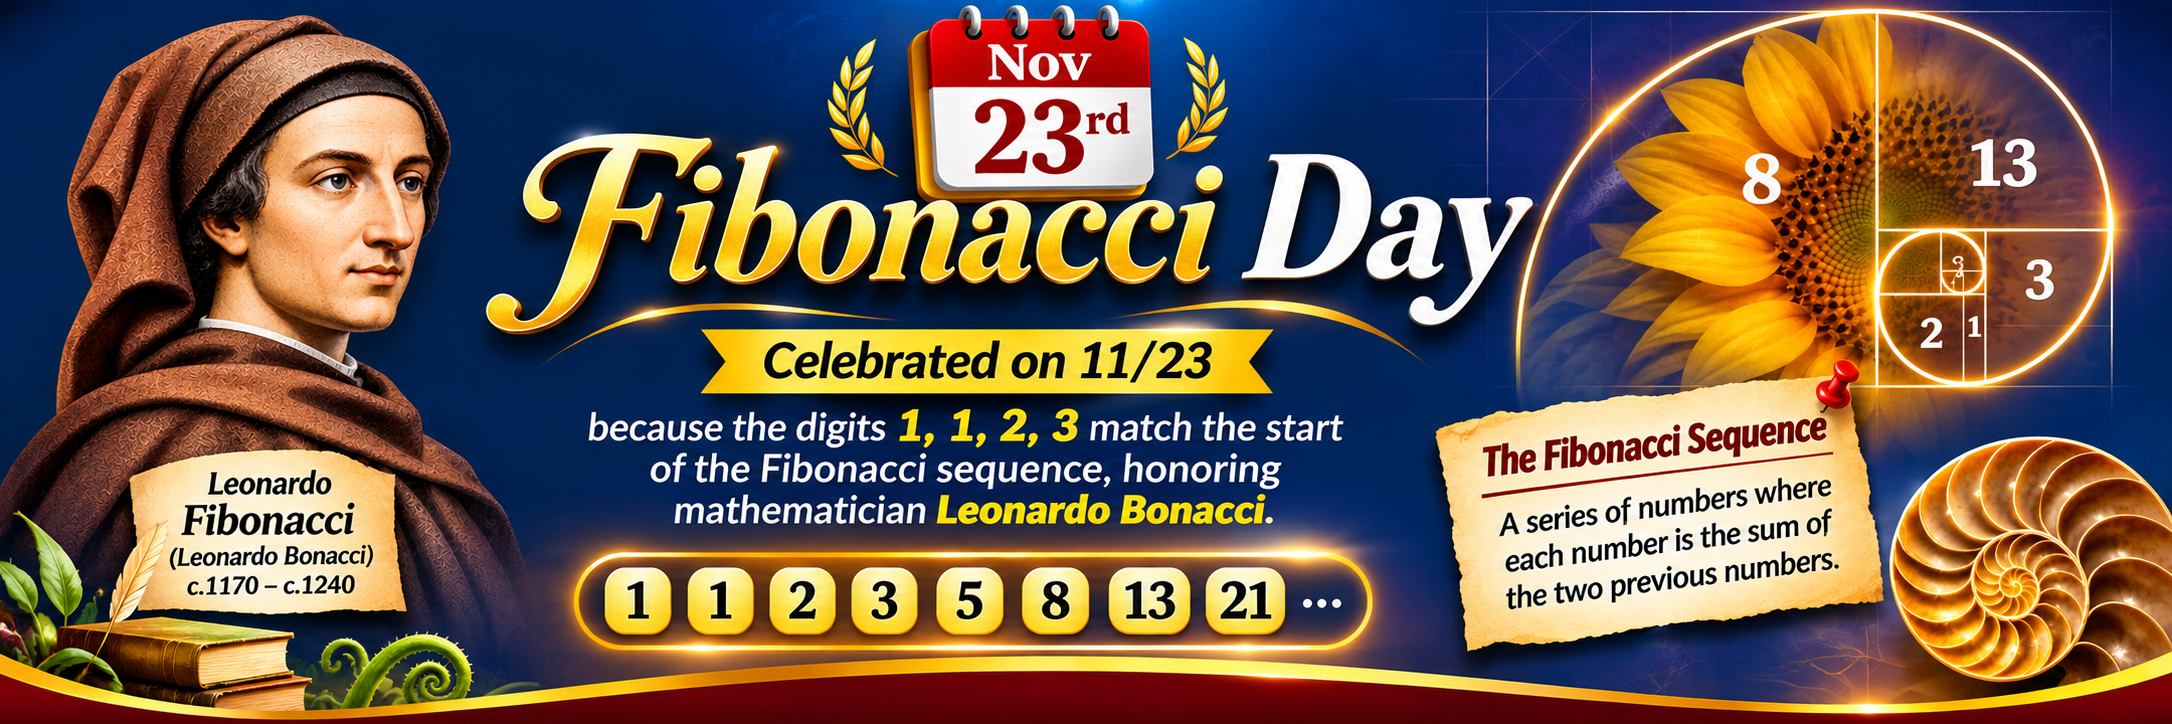 Nov
23rd
Fibonacci Day
Celebrated on 11/23
because the digits 1, 1, 2, 3 match the start
of the Fibonacci sequence, honoring
mathematician Leonardo Bonacci.
1 1 2 3 5 8 13 21 ...
Leonardo
Fibonacci
(Leonardo Bonacci)
c.1170 – c.1240
8
13
3
2
1
The Fibonacci Sequence
A series of numbers where
each number is the sum of
the two previous numbers.